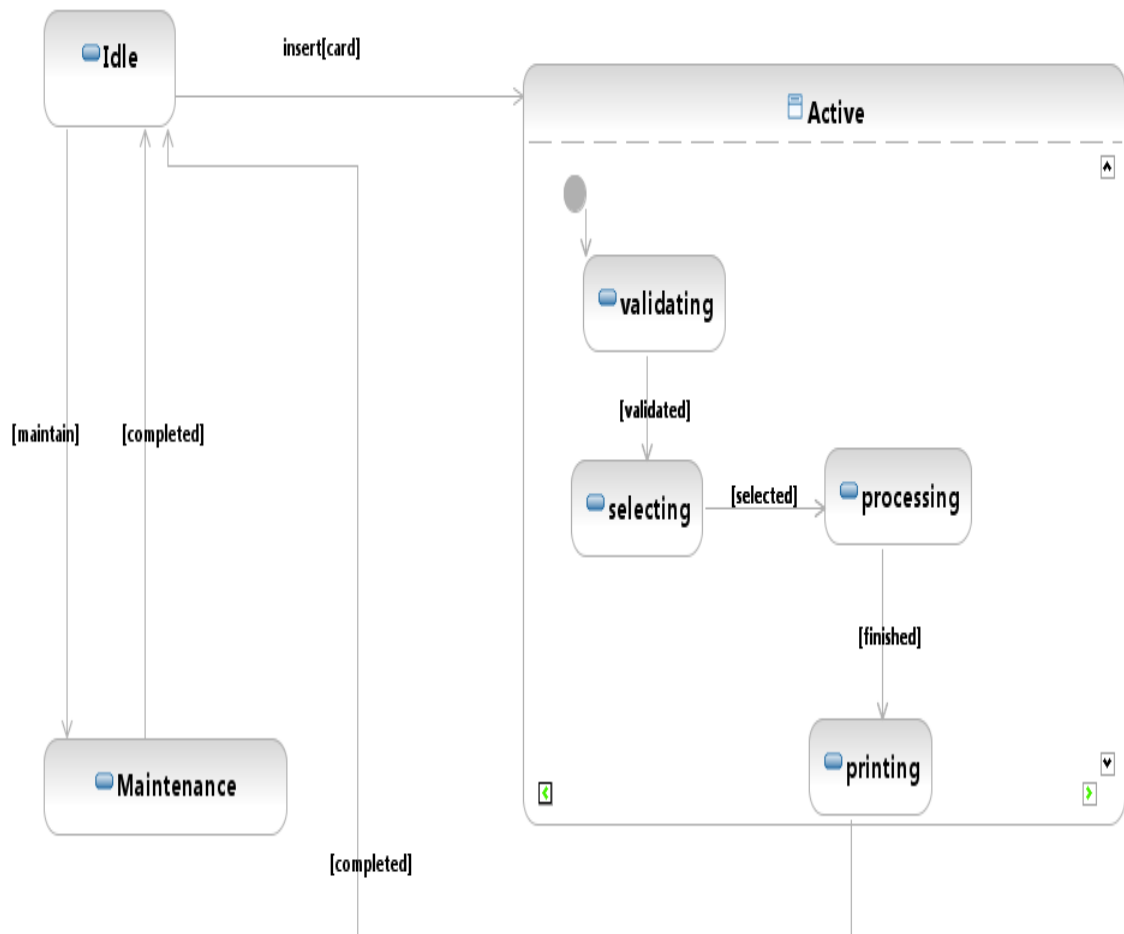 Idle
insert[card]
Active
validating
[validated]
[maintain]
[completed]
selecting
[selected]
processing
[finished]
Maintenance
printing
[completed]